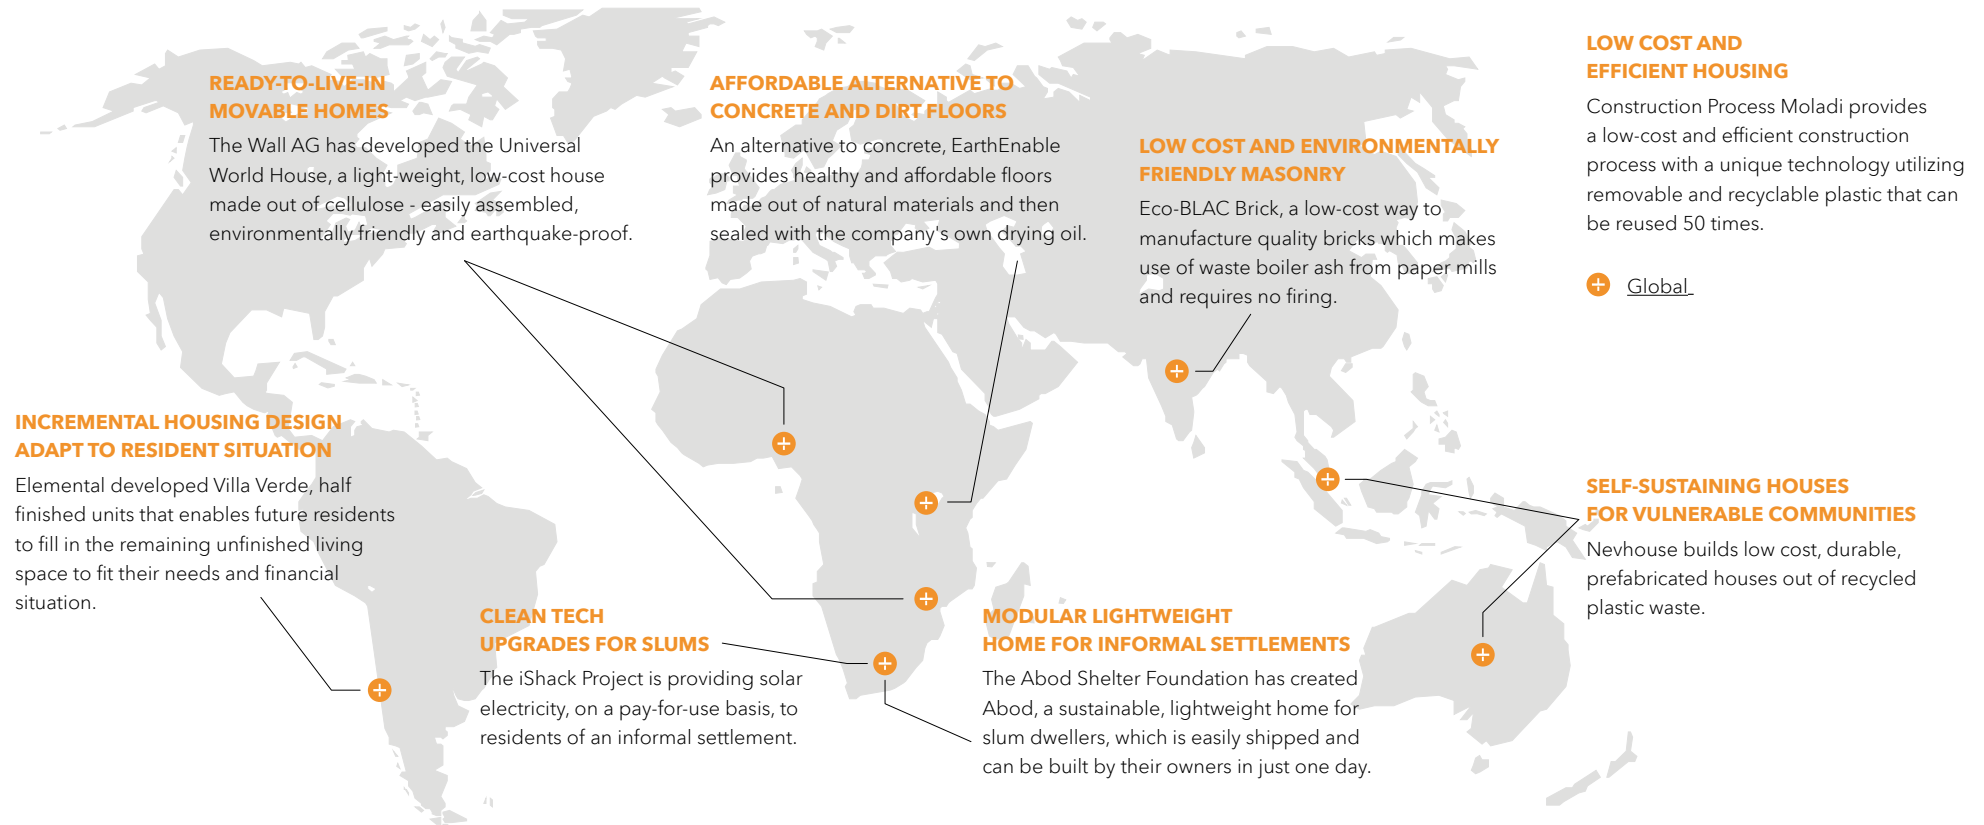 READY-TO-LIVE-IN
MOVABLE HOMES
The Wall AG has developed the Universal
World House, a light-weight, low-cost house
made out of cellulose - easily assembled,
environmentally friendly and earthquake-proof.
AFFORDABLE ALTERNATIVE TO
CONCRETE AND DIRT FLOORS
An alternative to concrete, EarthEnable
provides healthy and affordable floors
made out of natural materials and then
sealed with the company's own drying oil.
LOW COST AND ENVIRONMENTALLY
FRIENDLY MASONRY
Eco-BLAC Brick, a low-cost way to
manufacture quality bricks which makes
use of waste boiler ash from paper mills
and requires no firing.
LOW COST AND
EFFICIENT HOUSING
Construction Process Moladi provides
a low-cost and efficient construction
process with a unique technology utilizing
removable and recyclable plastic that can
be reused 50 times.
Global
INCREMENTAL HOUSING DESIGN
ADAPT TO RESIDENT SITUATION
Elemental developed Villa Verde, half
finished units that enables future residents
to fill in the remaining unfinished living
space to fit their needs and financial
situation.
CLEAN TECH
UPGRADES FOR SLUMS
The iShack Project is providing solar
electricity, on a pay-for-use basis, to
residents of an informal settlement.
MODULAR LIGHTWEIGHT
HOME FOR INFORMAL SETTLEMENTS
The Abod Shelter Foundation has created
Abod, a sustainable, lightweight home for
slum dwellers, which is easily shipped and
can be built by their owners in just one day.
SELF-SUSTAINING HOUSES
FOR VULNERABLE COMMUNITIES
Nevhouse builds low cost, durable,
prefabricated houses out of recycled
plastic waste.